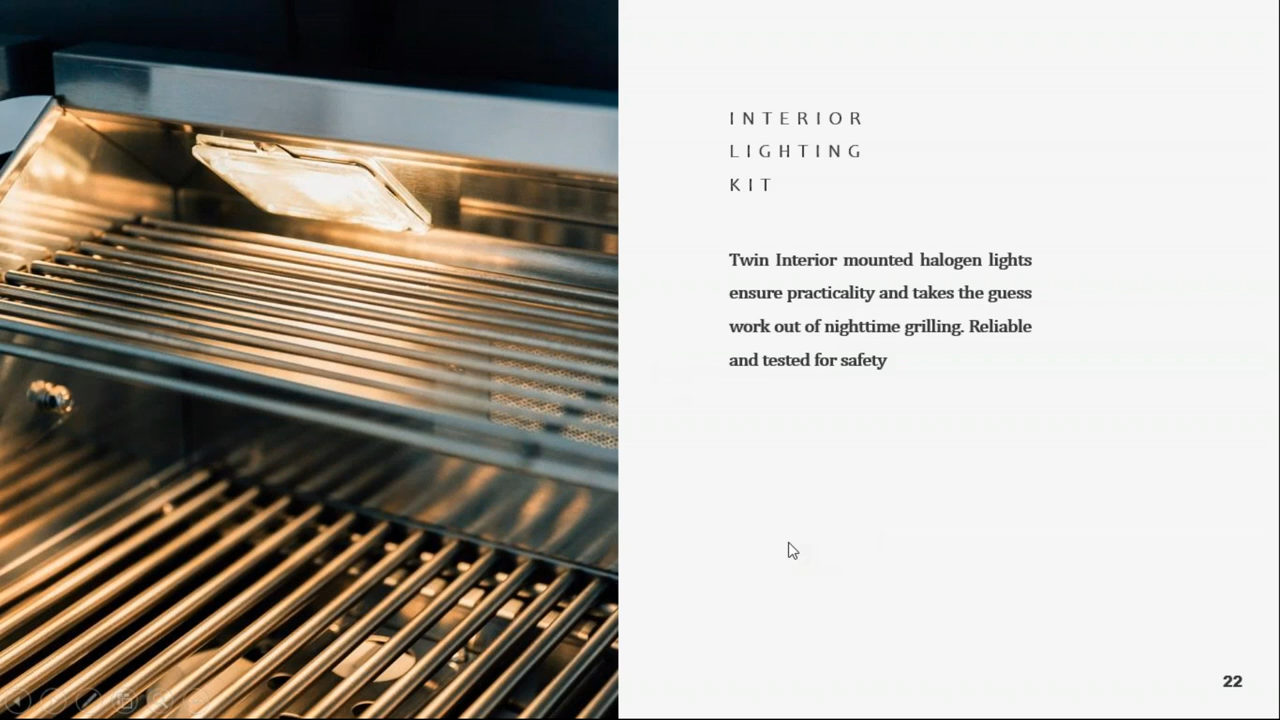 INTERIOR
LIGHTING
KIT
Twin Interior mounted halogen lights
ensure practicality and takes the guess
work out of nighttime grilling. Reliable
and tested for safety
22